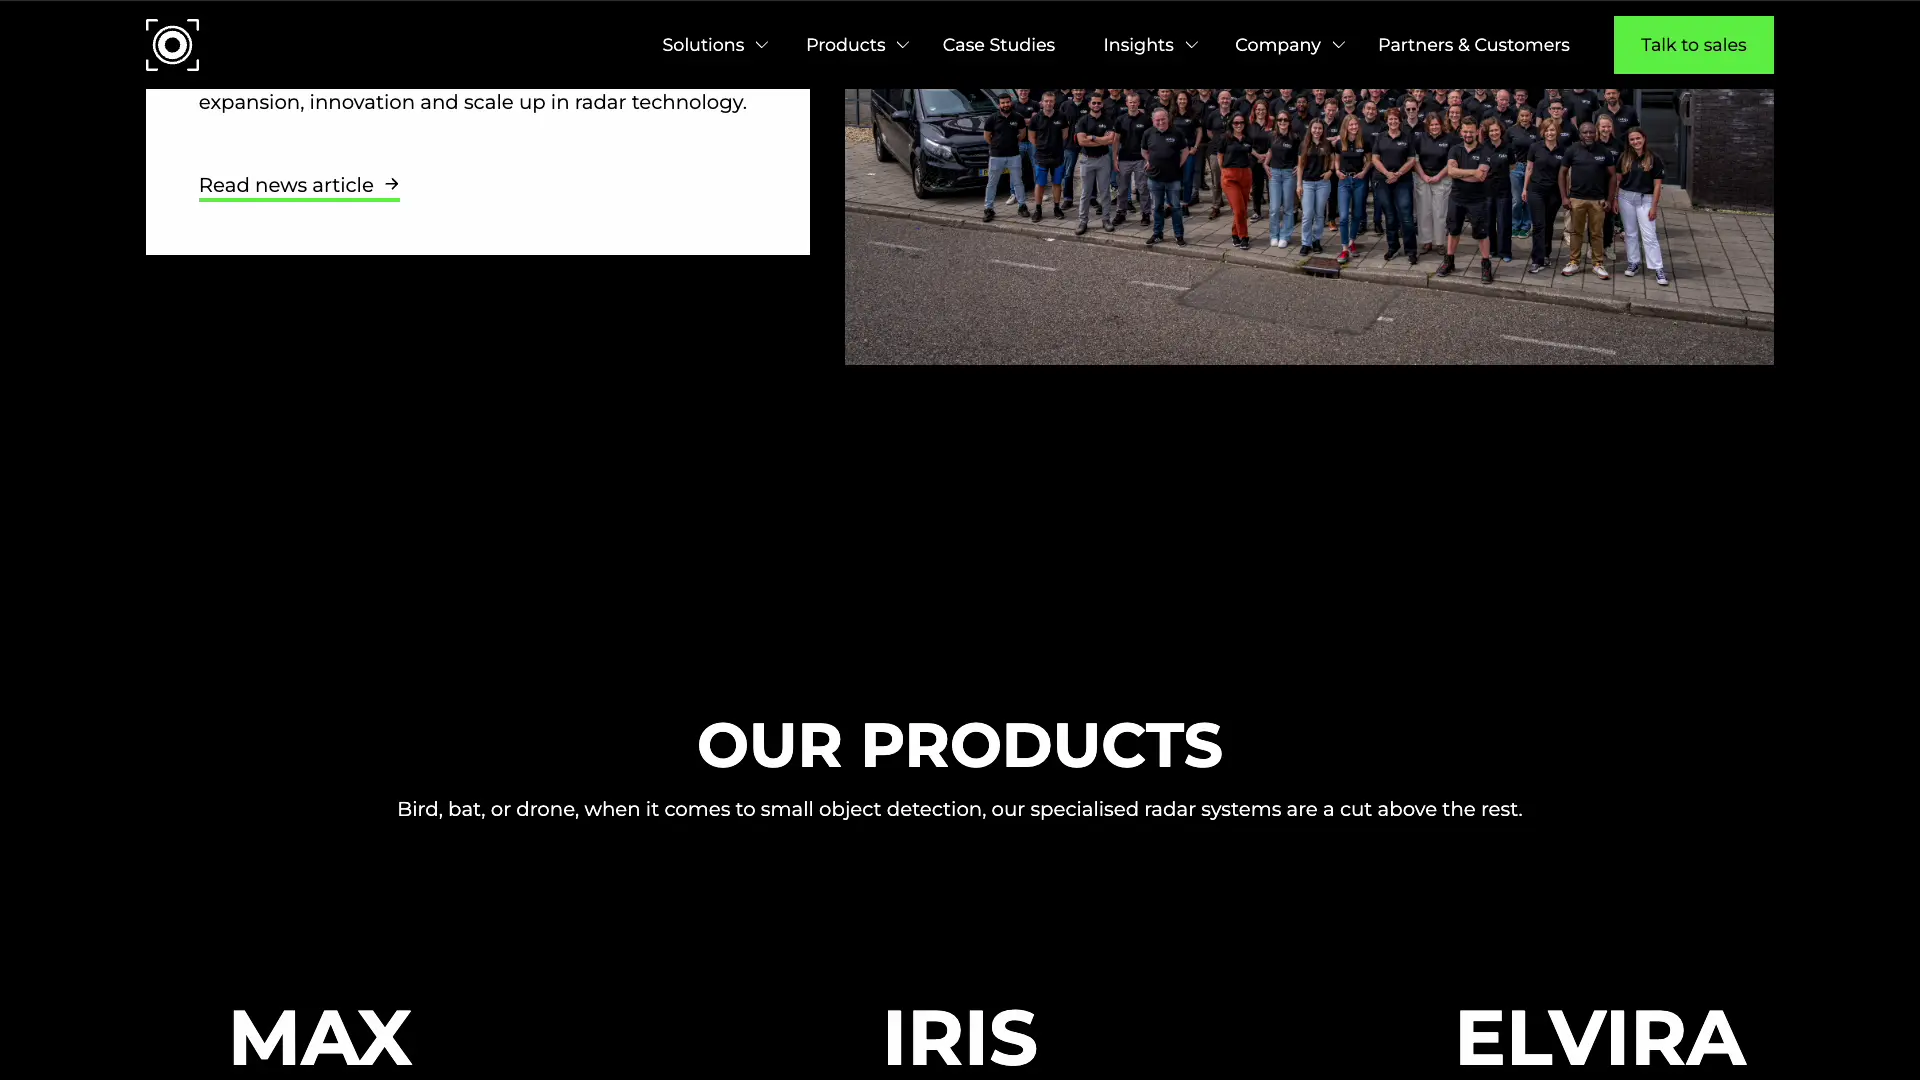 Solutions
Products
Case Studies
Insights
Company
Partners & Customers
Talk to sales
expansion, innovation and scale up in radar technology.
Read news article
OUR PRODUCTS
Bird, bat, or drone, when it comes to small object detection, our specialised radar systems are a cut above the rest.
MAX
IRIS
ELVIRA